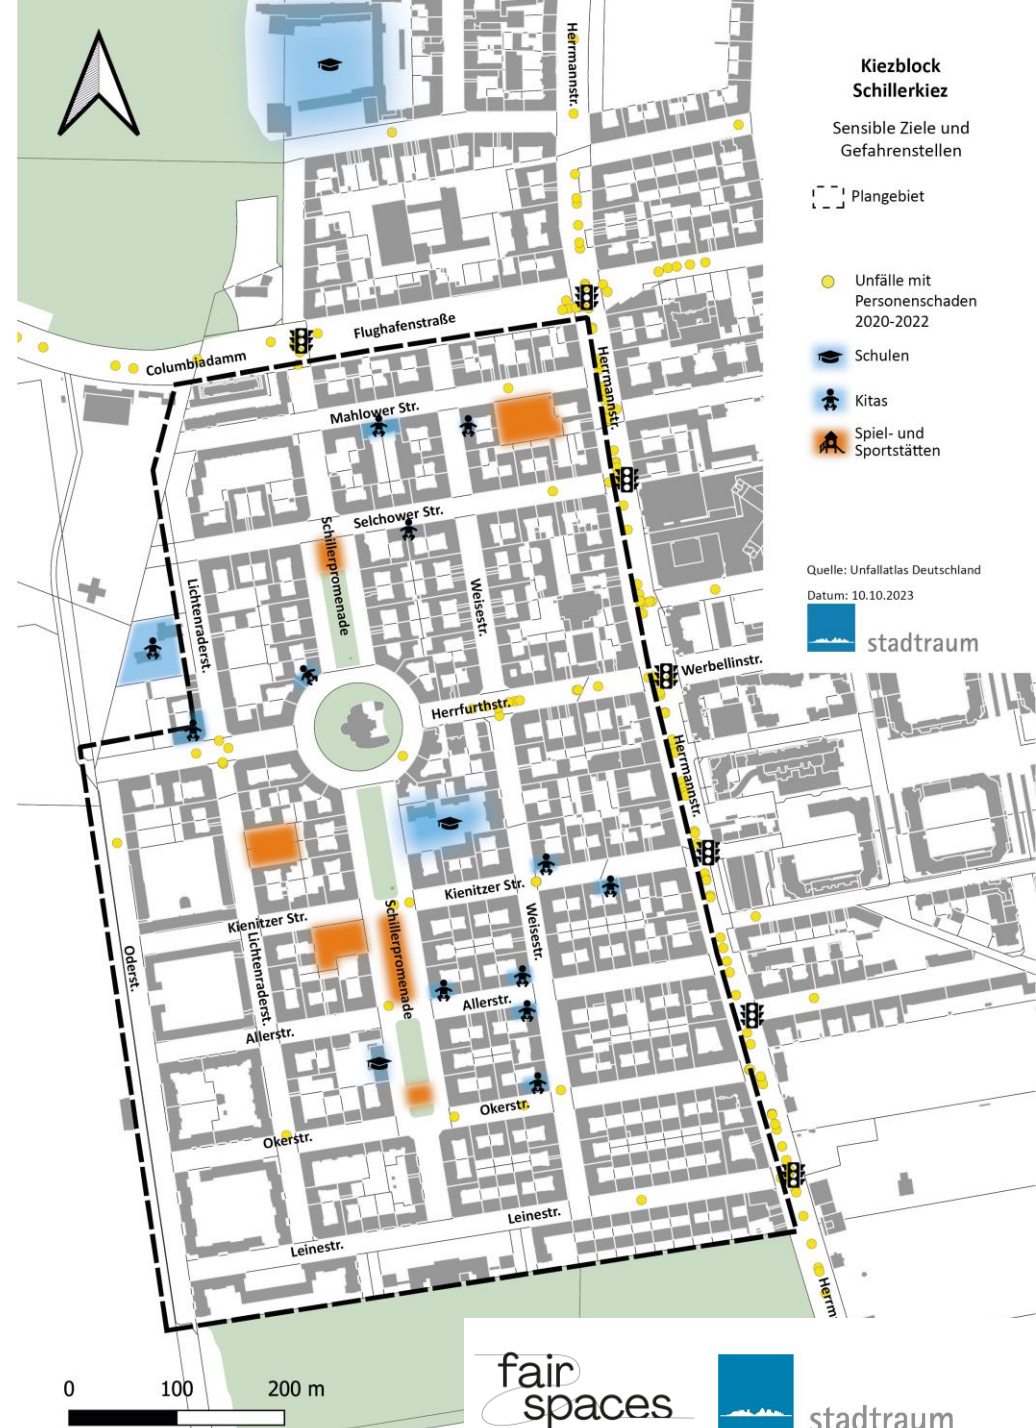 Herrmannstr.
Kiezblock
Schillerkiez
Sensible Ziele und
Gefahrenstellen
Plangebiet
Unfälle mit
Personenschaden
2020-2022
Schulen
Kitas
Spiel- und
Sportstätten
Quelle: Unfallatlas Deutschland
Datum: 10.10.2023
stadtraum
Flughafenstraße
Columbiadamm
Herrmannstr.
Mahlower Str.
Selchower Str.
Schillerpromenade
Weisestr.
Lichtenraderst.
Werbellinstr.
Herrfurthstr.
Herrmannstr.
Kienitzer Str.
Kienitzer Str.
Weisestr.
Schillerpromenade
Lichtenraderst.
Oderst.
Allerstr.
Allerstr.
Okerstr.
Okerstr.
Leinestr.
Leinestr.
Herrm
0 100 200 m
fair
spaces
stadtraum